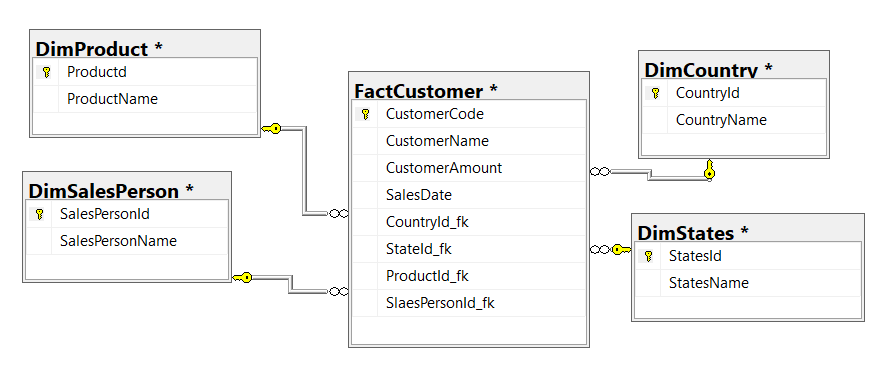 DimProduct *
Productd
ProductName
DimSalesPerson *
SalesPersonId
SalesPersonName
FactCustomer *
CustomerCode
CustomerName
CustomerAmount
SalesDate
CountryId_fk
StateId_fk
ProductId_fk
SlaesPersonId_fk
DimCountry *
CountryId
CountryName
DimStates *
StatesId
StatesName